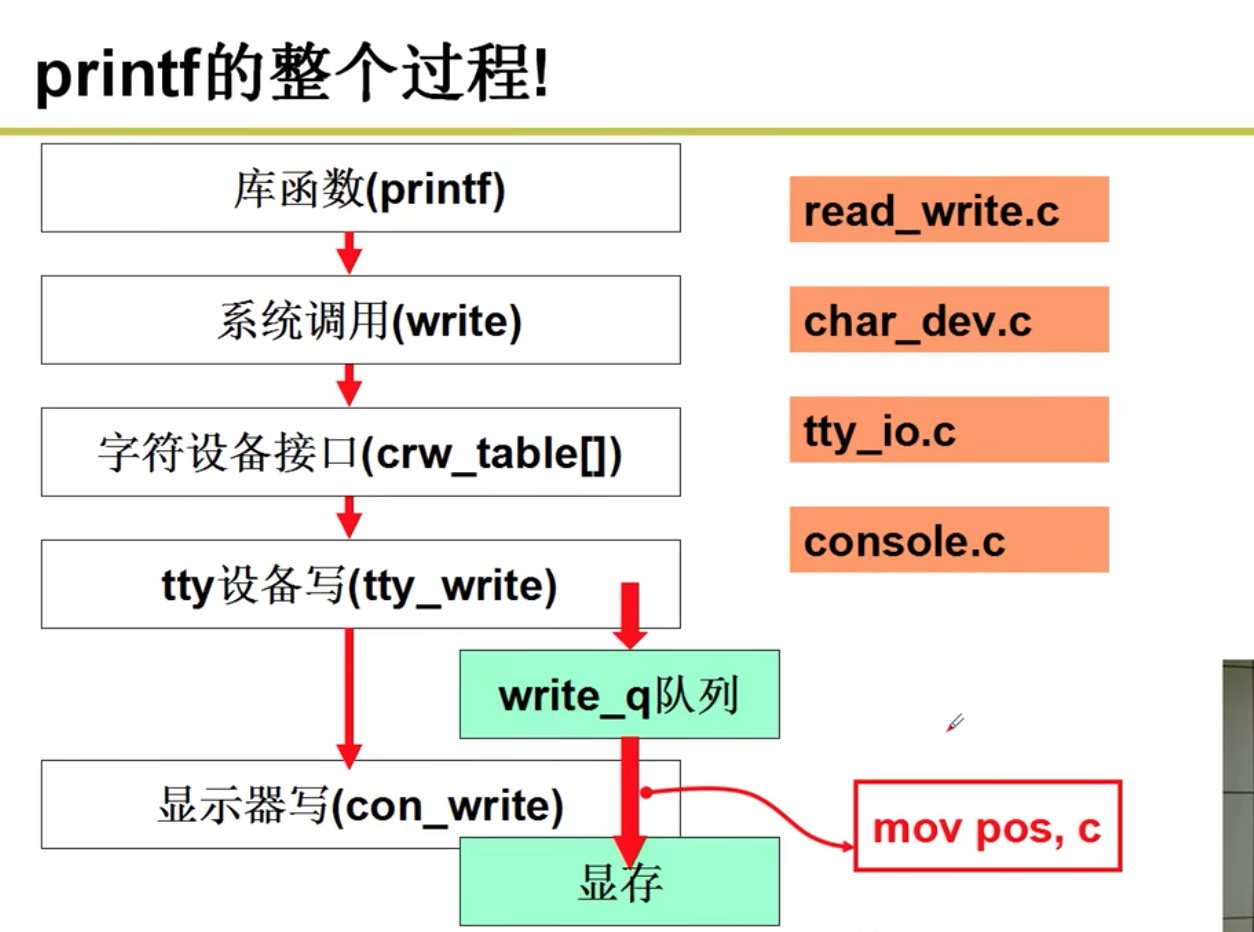 printf的整个过程!
库函数(printf)
系统调用(write)
字符设备接口(crw_table[])
tty设备写(tty_write)
write_q队列
显示器写(con_write)
显存
read_write.c
char_dev.c
tty_io.c
console.c
mov pos, c